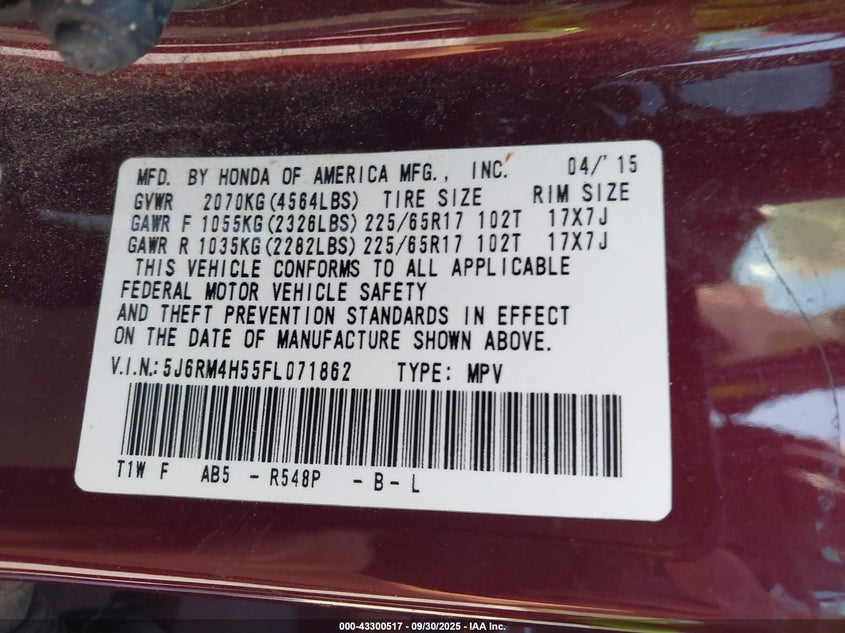 MFD. BY HONDA OF AMERICA MFG., INC. 04/'15
GVWR 2070KG(4564LBS) TIRE SIZE RIM SIZE
GAWR F 1055KG(2326LBS) 225/65R17 102T 17X7J
GAWR R 1035KG(2282LBS) 225/65R17 102T 17X7J
THIS VEHICLE CONFORMS TO ALL APPLICABLE
FEDERAL MOTOR VEHICLE SAFETY
AND THEFT PREVENTION STANDARDS IN EFFECT
ON THE DATE OF MANUFACTURE SHOWN ABOVE.
V.I.N.:5J6RM4H55FL071862 TYPE: MPV
T1W F AB5 - R548P - B - L
000-43300517 - 09/30/2025 - IAA Inc.